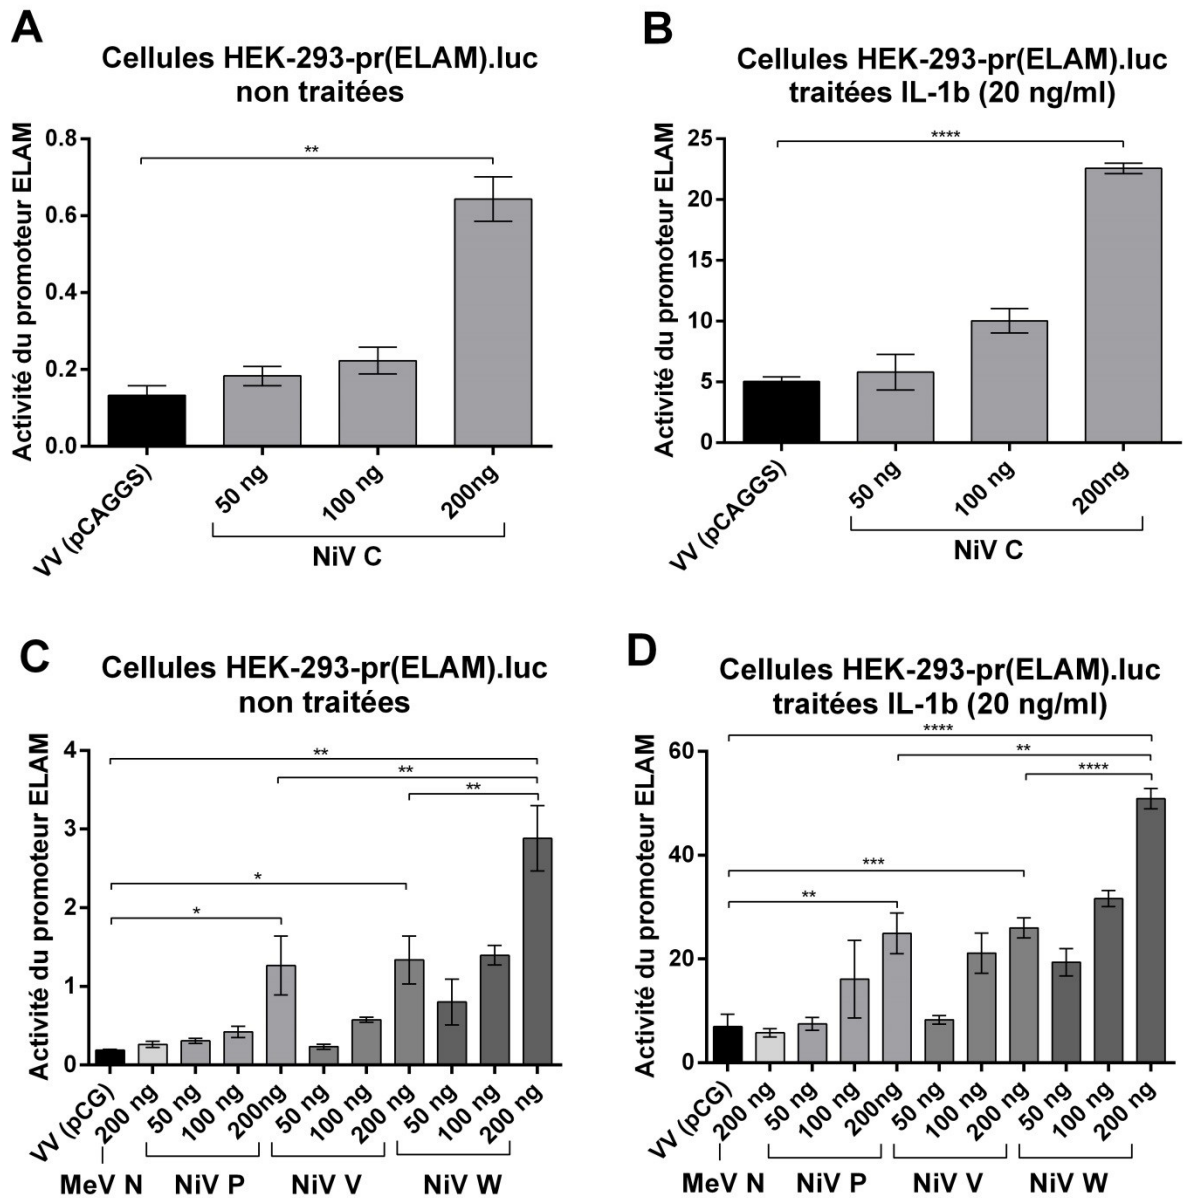 A
Cellules HEK-293-pr(ELAM).luc
non traitées
Activité du promoteur ELAM
0.8
0.6
0.4
0.2
0.0
**
VV (pCAGGS)
50 ng
100 ng
200ng
NiV C
B
Cellules HEK-293-pr(ELAM).luc
traitées IL-1b (20 ng/ml)
Activité du promoteur ELAM
25
20
15
10
5
0
****
VV (pCAGGS)
50 ng
100 ng
200ng
NiV C
C
Cellules HEK-293-pr(ELAM).luc
non traitées
Activité du promoteur ELAM
4
3
2
1
0
**
**
**
*
*
VV (pCG)
200 ng
50 ng
100 ng
200ng
50 ng
100 ng
200 ng
50 ng
100 ng
200 ng
MeV N
NiV P
NiV V
NiV W
D
Cellules HEK-293-pr(ELAM).luc
traitées IL-1b (20 ng/ml)
Activité du promoteur ELAM
60
40
20
0
****
**
****
***
**
VV (pCG)
200 ng
50 ng
100 ng
200ng
50 ng
100 ng
200 ng
50 ng
100 ng
200 ng
MeV N
NiV P
NiV V
NiV W